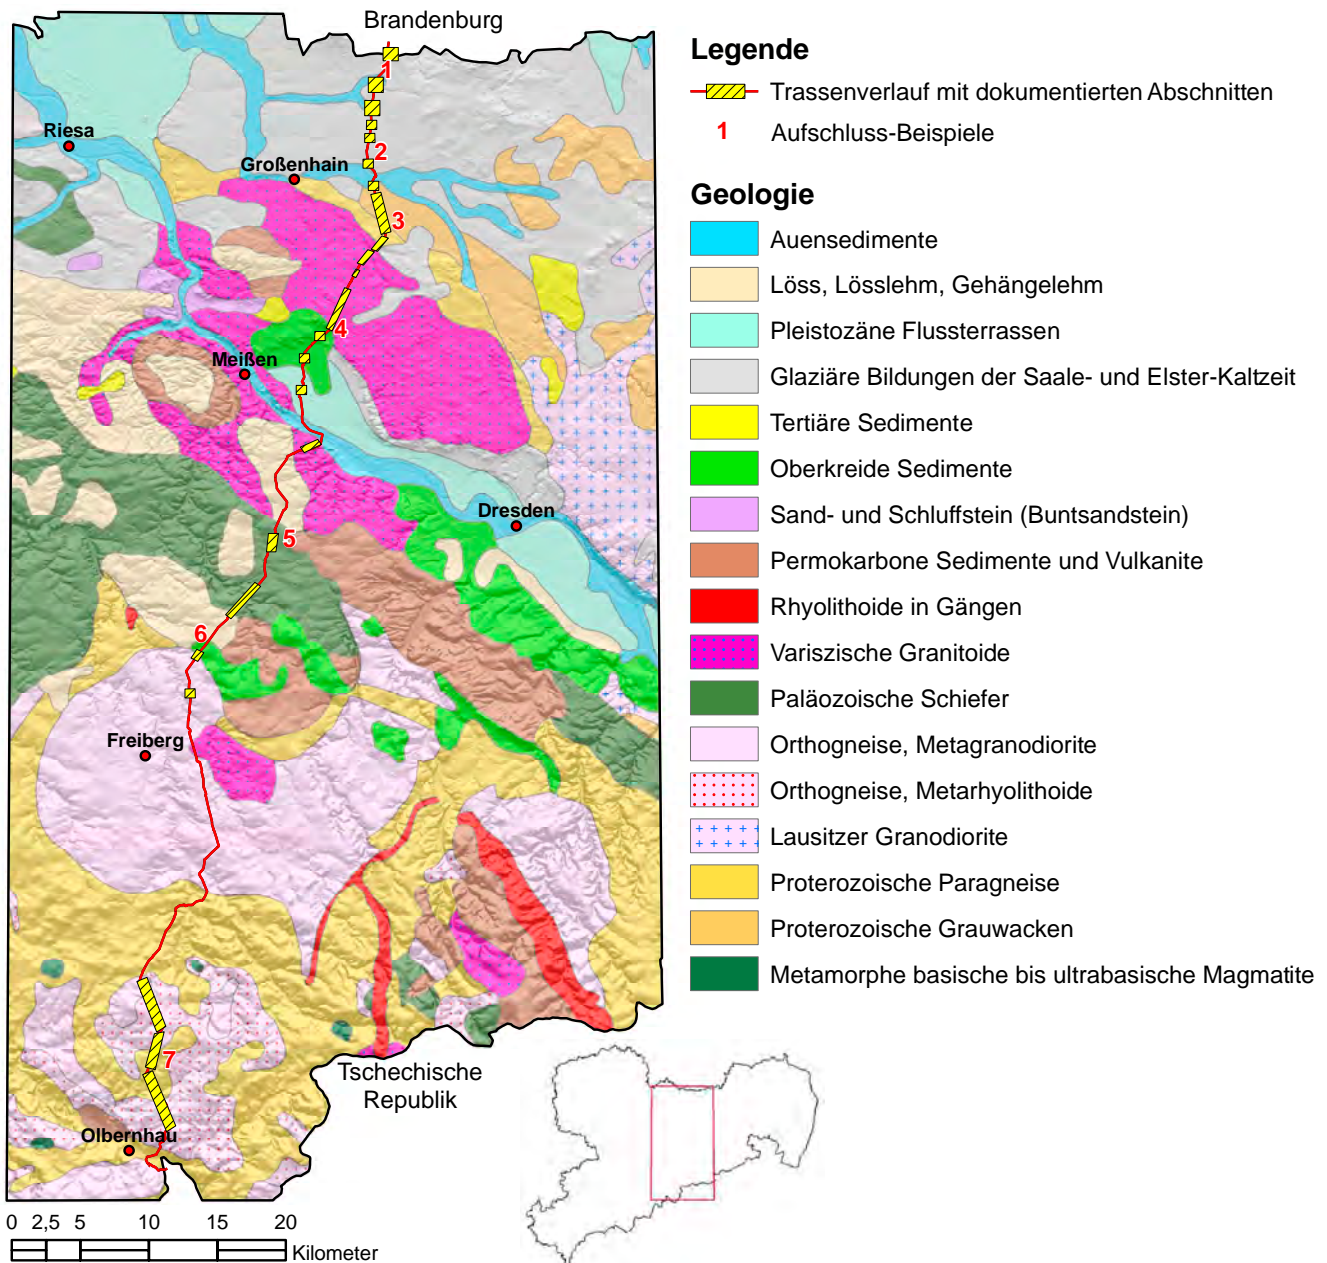 Brandenburg
1
Riesa
Großenhain
2
3
4
Meißen
Dresden
5
6
Freiberg
7
Tschechische
Republik
Olbernhau
0 2,5 5 10 15 20
Kilometer
Legende
Trassenverlauf mit dokumentierten Abschnitten
1 Aufschluss-Beispiele
Geologie
Auensedimente
Löss, Lösslehm, Gehängelehm
Pleistozäne Flussterrassen
Glaziäre Bildungen der Saale- und Elster-Kaltzeit
Tertiäre Sedimente
Oberkreide Sedimente
Sand- und Schluffstein (Buntsandstein)
Permokarbone Sedimente und Vulkanite
Rhyolithoide in Gängen
Variszische Granitoide
Paläozoische Schiefer
Orthogneise, Metagranodiorite
Orthogneise, Metarhyolithoide
Lausitzer Granodiorite
Proterozoische Paragneise
Proterozoische Grauwacken
Metamorphe basische bis ultrabasische Magmatite